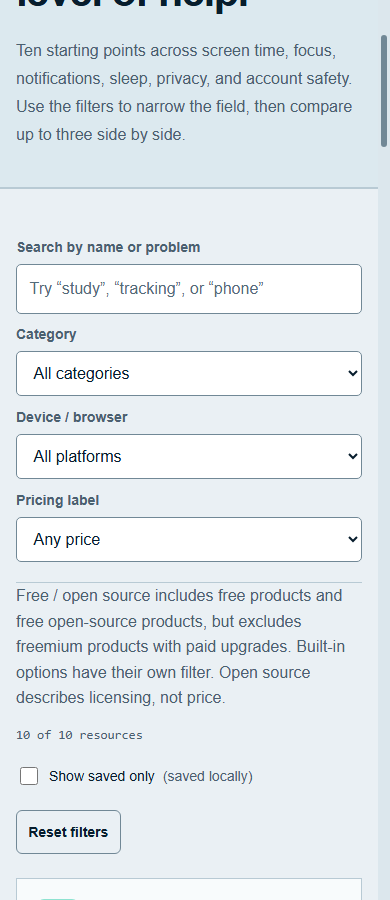 level of help.
Ten starting points across screen time, focus,
notifications, sleep, privacy, and account safety.
Use the filters to narrow the field, then compare
up to three side by side.
Search by name or problem
Try “study”, “tracking”, or “phone”
Category
All categories
Device / browser
All platforms
Pricing label
Any price
Free / open source includes free products and
free open-source products, but excludes
freemium products with paid upgrades. Built-in
options have their own filter. Open source
describes licensing, not price.
10 of 10 resources
Show saved only (saved locally)
Reset filters